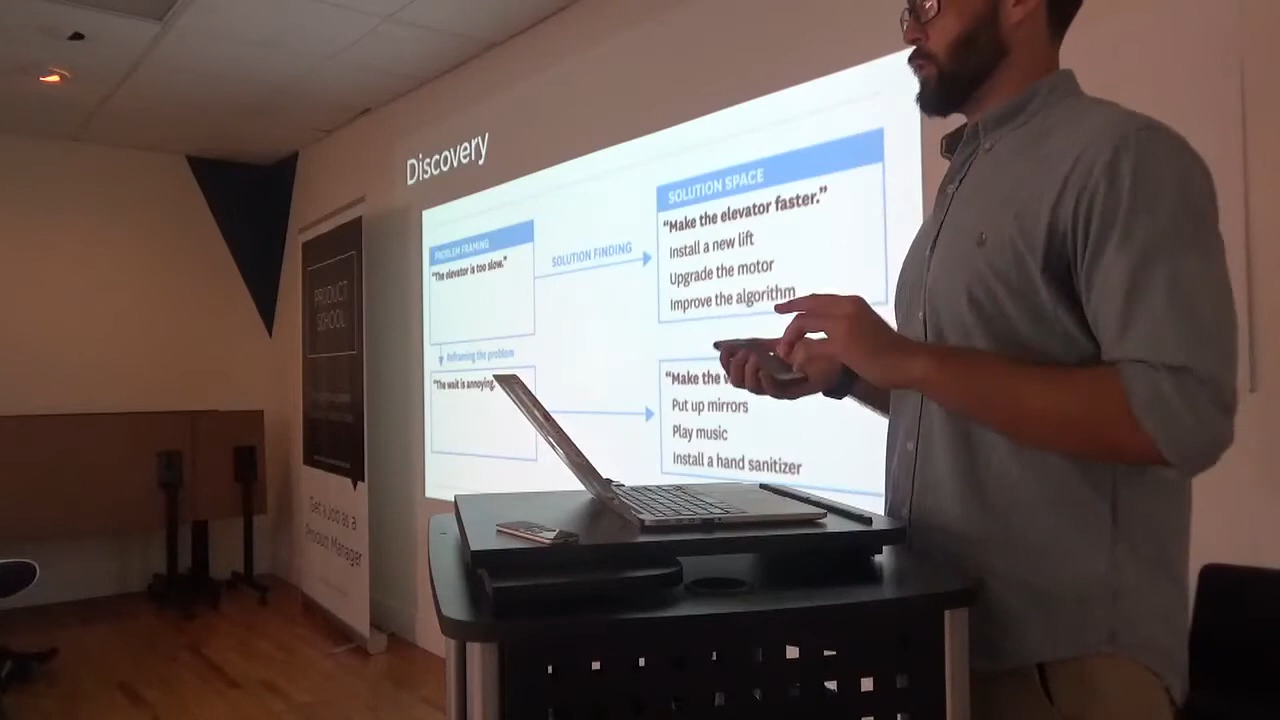 Discovery
PROBLEM FRAMING
"The elevator is too slow."
SOLUTION FINDING
SOLUTION SPACE
"Make the elevator faster."
Install a new lift
Upgrade the motor
Improve the algorithm
Reframing the problem
"The wait is annoying.
"Make the
Put up mirrors
Play music
Install a hand sanitizer
PRODUCT
SCHOOL
Get a Job as a
Product Manager